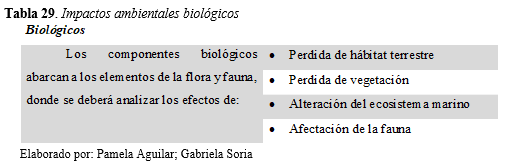 Tabla 29. Impactos ambientales biológicos
Biológicos
Los componentes biológicos
abarcan a los elementos de la flora y fauna,
donde se deberá analizar los efectos de:
• Perdida de hábitat terrestre
• Perdida de vegetación
• Alteración del ecosistema marino
• Afectación de la fauna
Elaborado por: Pamela Aguilar; Gabriela Soria